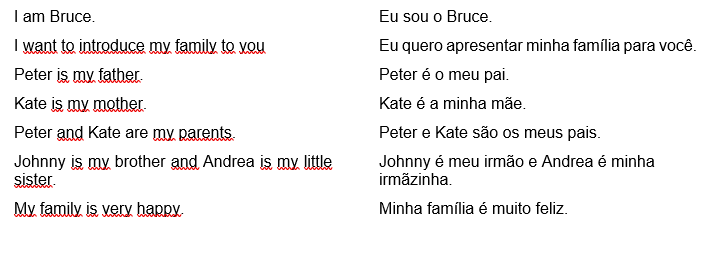 I am Bruce.
Eu sou o Bruce.
I want to introduce my family to you
Eu quero apresentar minha família para você.
Peter is my father.
Peter é o meu pai.
Kate is my mother.
Kate é a minha mãe.
Peter and Kate are my parents.
Peter e Kate são os meus pais.
Johnny is my brother and Andrea is my little
sister.
Johnny é meu irmão e Andrea é minha
irmãzinha.
My family is very happy.
Minha família é muito feliz.